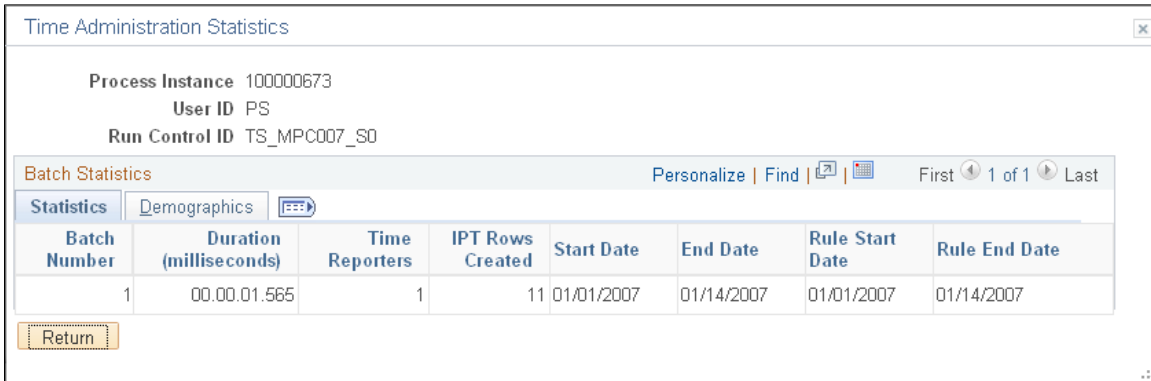 Time Administration Statistics
Process Instance 100000673
User ID PS
Run Control ID TS_MPC007_S0
Batch Statistics Personalize | Find | | First 1 of 1 Last
Statistics Demographics
Batch Number Duration (milliseconds) Time Reporters IPT Rows Created Start Date End Date Rule Start Date Rule End Date
1 00.00.01.565 1 11 01/01/2007 01/14/2007 01/01/2007 01/14/2007
Return